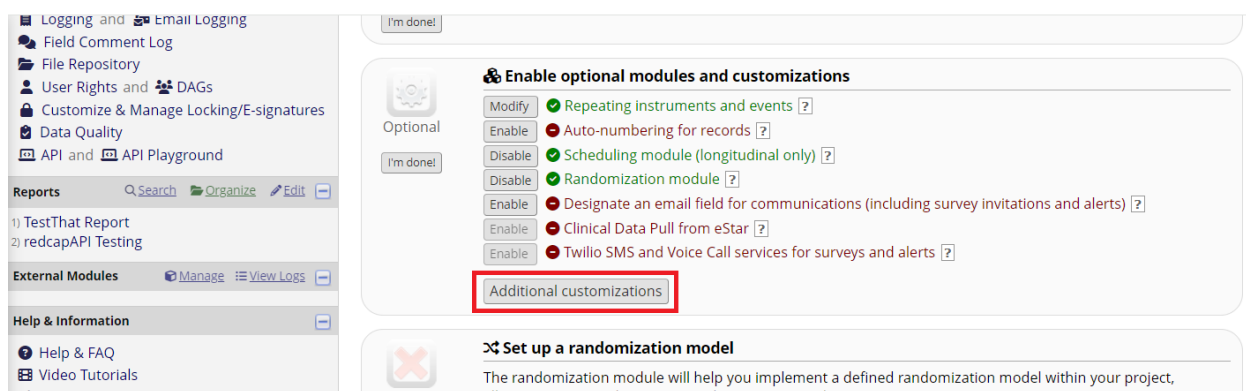 Logging and Email Logging
Field Comment Log
File Repository
User Rights and DAGs
Customize & Manage Locking/E-signatures
Data Quality
API and API Playground
Reports Search Organize Edit
1) TestThat Report
2) redcapAPI Testing
External Modules Manage View Logs
Help & Information
Help & FAQ
Video Tutorials
I'm done!
Optional
I'm done!
Enable optional modules and customizations
Modify Repeating instruments and events ?
Enable Auto-numbering for records ?
Disable Scheduling module (longitudinal only) ?
Disable Randomization module ?
Enable Designate an email field for communications (including survey invitations and alerts) ?
Enable Clinical Data Pull from eStar ?
Enable Twilio SMS and Voice Call services for surveys and alerts ?
Additional customizations
Set up a randomization model
The randomization module will help you implement a defined randomization model within your project,